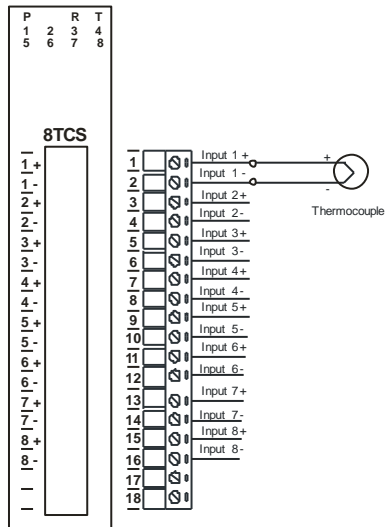 P R T
1 2 3 4
5 6 7 8
8TCS
1 + 1 Input 1 +
1 - 2 Input 1 -
2 + 3 Input 2+
2 - 4 Input 2-
3 + 5 Input 3+
3 - 6 Input 3-
4 + 7 Input 4+
4 - 8 Input 4-
5 + 9 Input 5+
5 - 10 Input 5-
6 + 11 Input 6+
6 - 12 Input 6-
7 + 13 Input 7+
7 - 14 Input 7-
8 + 15 Input 8+
8 - 16 Input 8-
17
18
+
-
Thermocouple